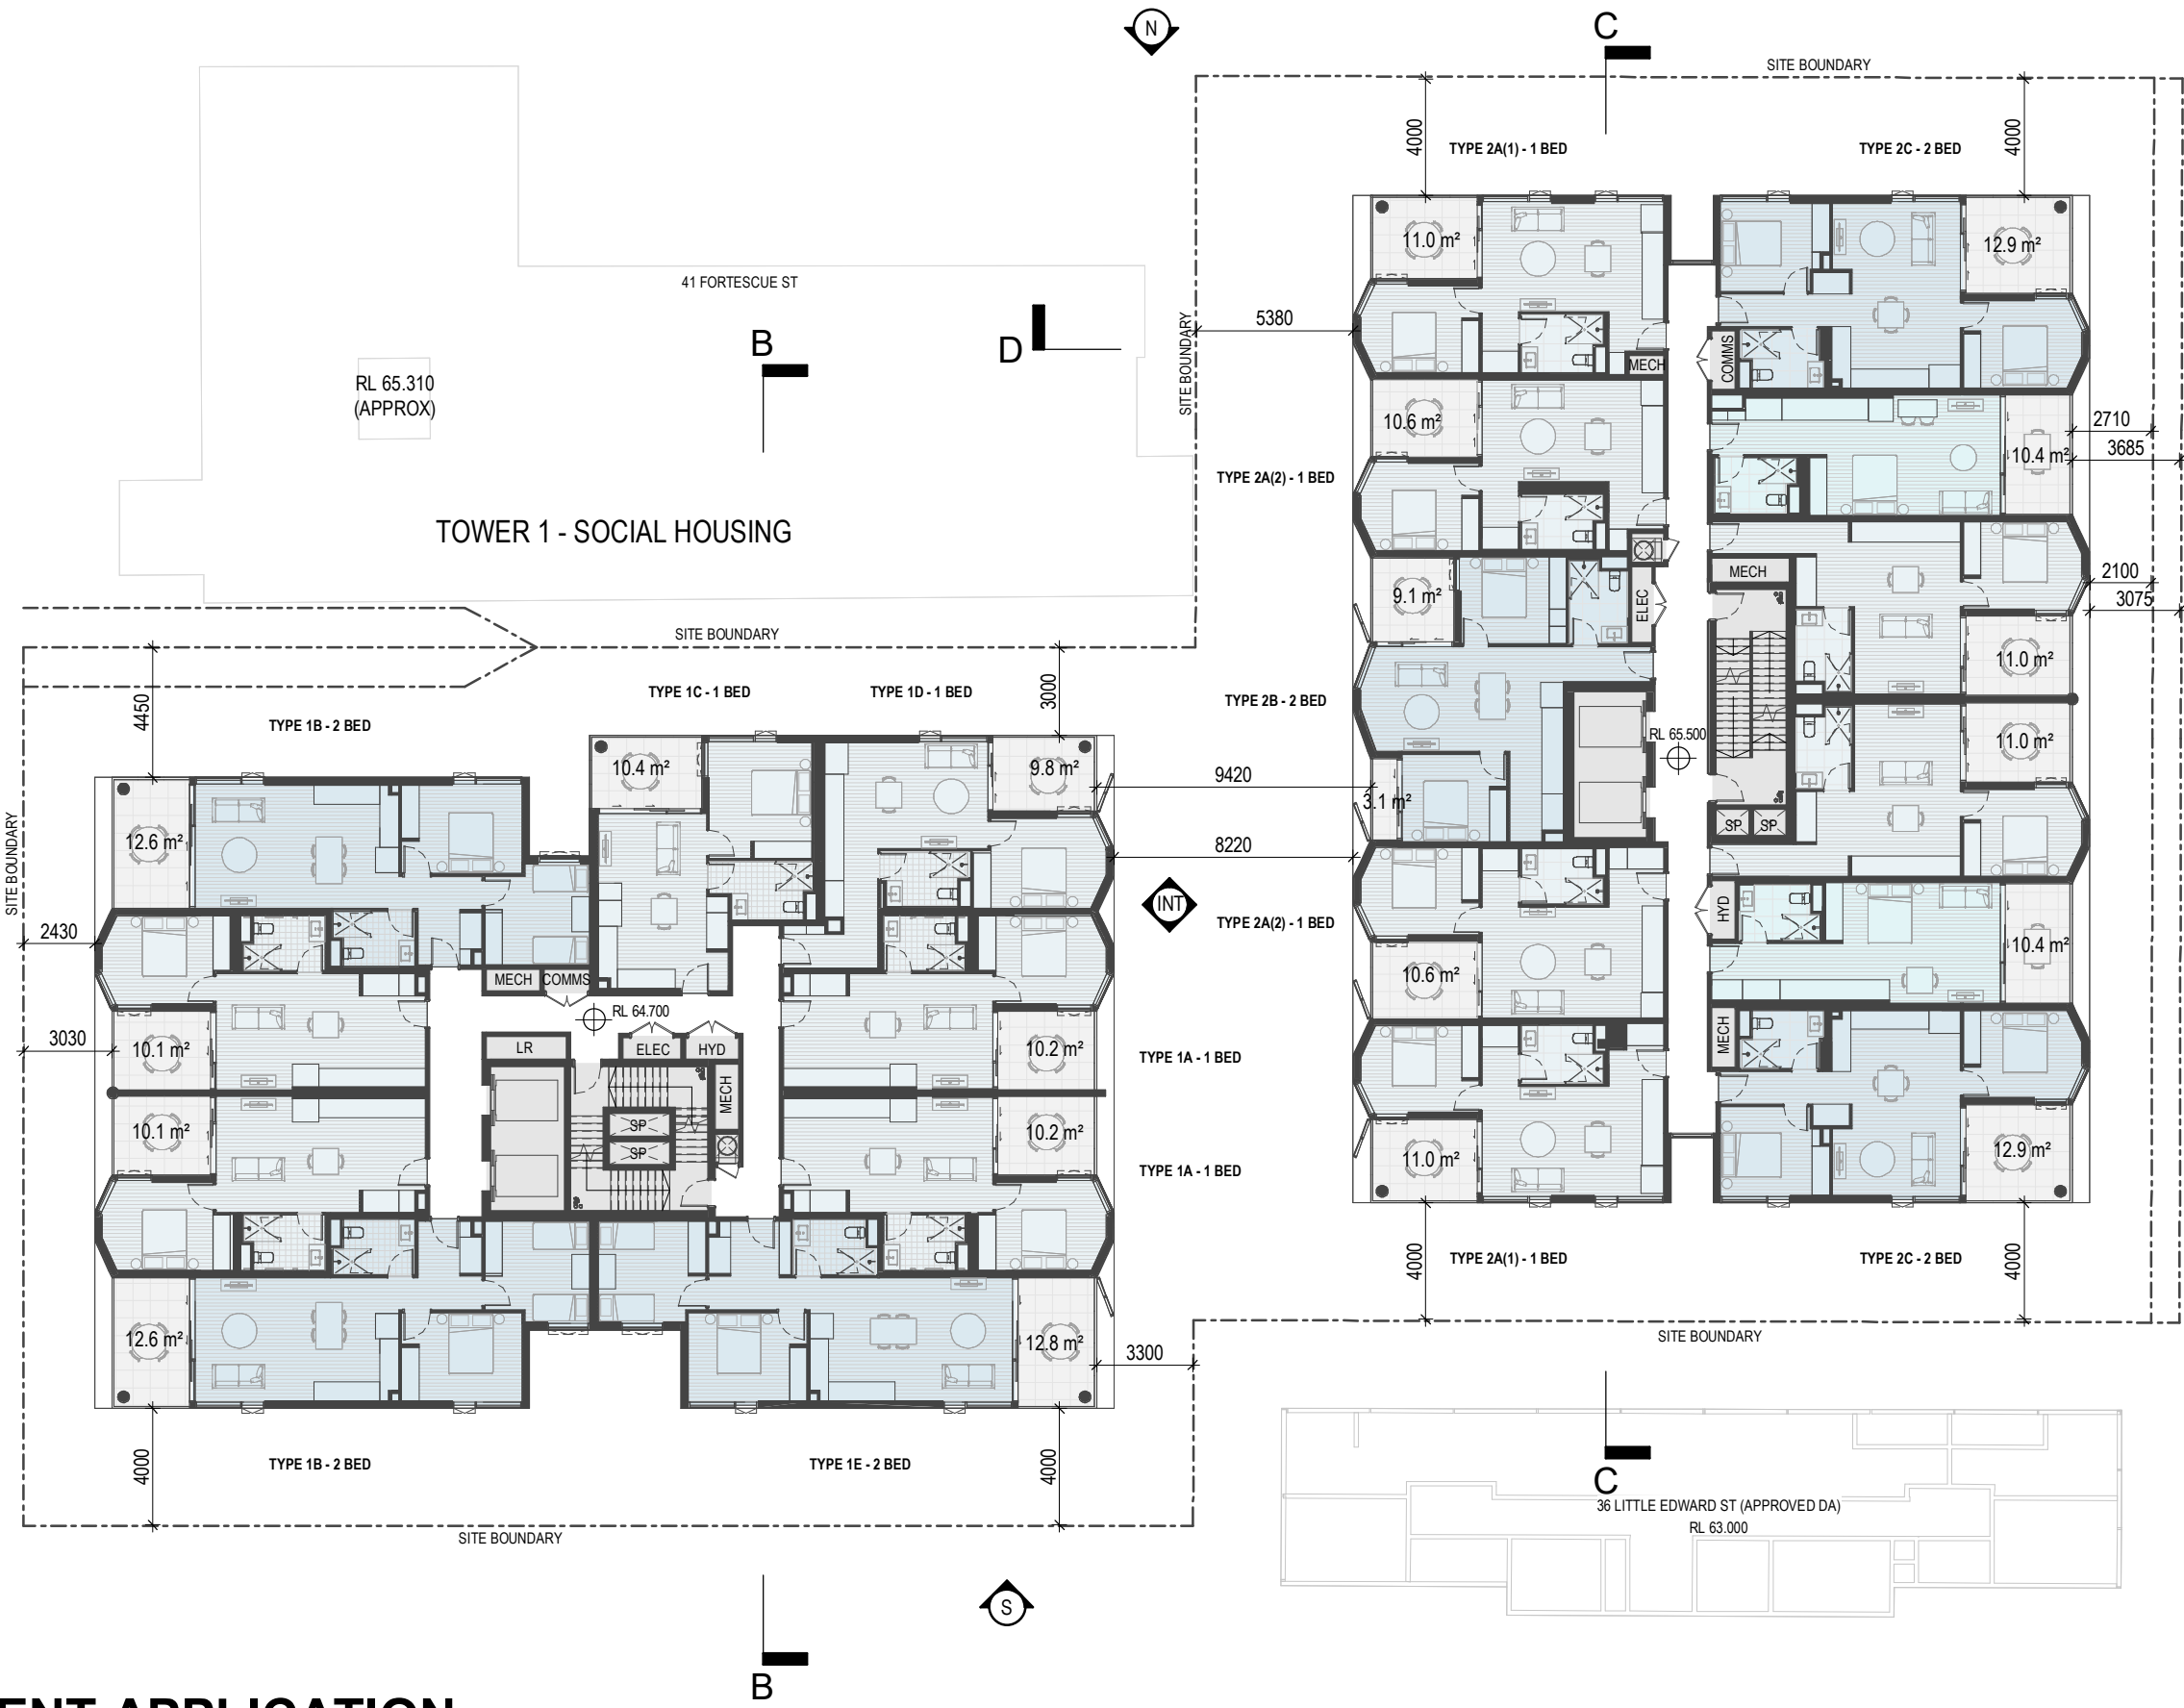 N
C
SITE BOUNDARY
4000
TYPE 2A(1) - 1 BED
TYPE 2C - 2 BED
4000
11.0 m²
12.9 m²
41 FORTESCUE ST
SITE BOUNDARY
5380
B
D
COMMS
MECH
RL 65.310
(APPROX)
10.6 m²
2710
3685
10.4 m²
TYPE 2A(2) - 1 BED
TOWER 1 - SOCIAL HOUSING
MECH
2100
9.1 m²
ELEC
3075
SITE BOUNDARY
11.0 m²
4450
TYPE 1C - 1 BED
TYPE 1D - 1 BED
3000
TYPE 2B - 2 BED
TYPE 1B - 2 BED
RL 65.500
11.0 m²
10.4 m²
9.8 m²
9420
3.1 m²
SP
SP
SITE BOUNDARY
12.6 m²
8220
INT
HYD
TYPE 2A(2) - 1 BED
2430
10.4 m²
MECH
COMMS
10.6 m²
RL 64.700
MECH
3030
10.1 m²
LR
ELEC
HYD
10.2 m²
TYPE 1A - 1 BED
MECH
SP
10.1 m²
10.2 m²
SP
12.9 m²
11.0 m²
TYPE 1A - 1 BED
4000
TYPE 2A(1) - 1 BED
TYPE 2C - 2 BED
4000
12.6 m²
12.8 m²
SITE BOUNDARY
3300
4000
TYPE 1B - 2 BED
TYPE 1E - 2 BED
4000
C
36 LITTLE EDWARD ST (APPROVED DA)
RL 63.000
SITE BOUNDARY
S
B
ENT APPLICATION